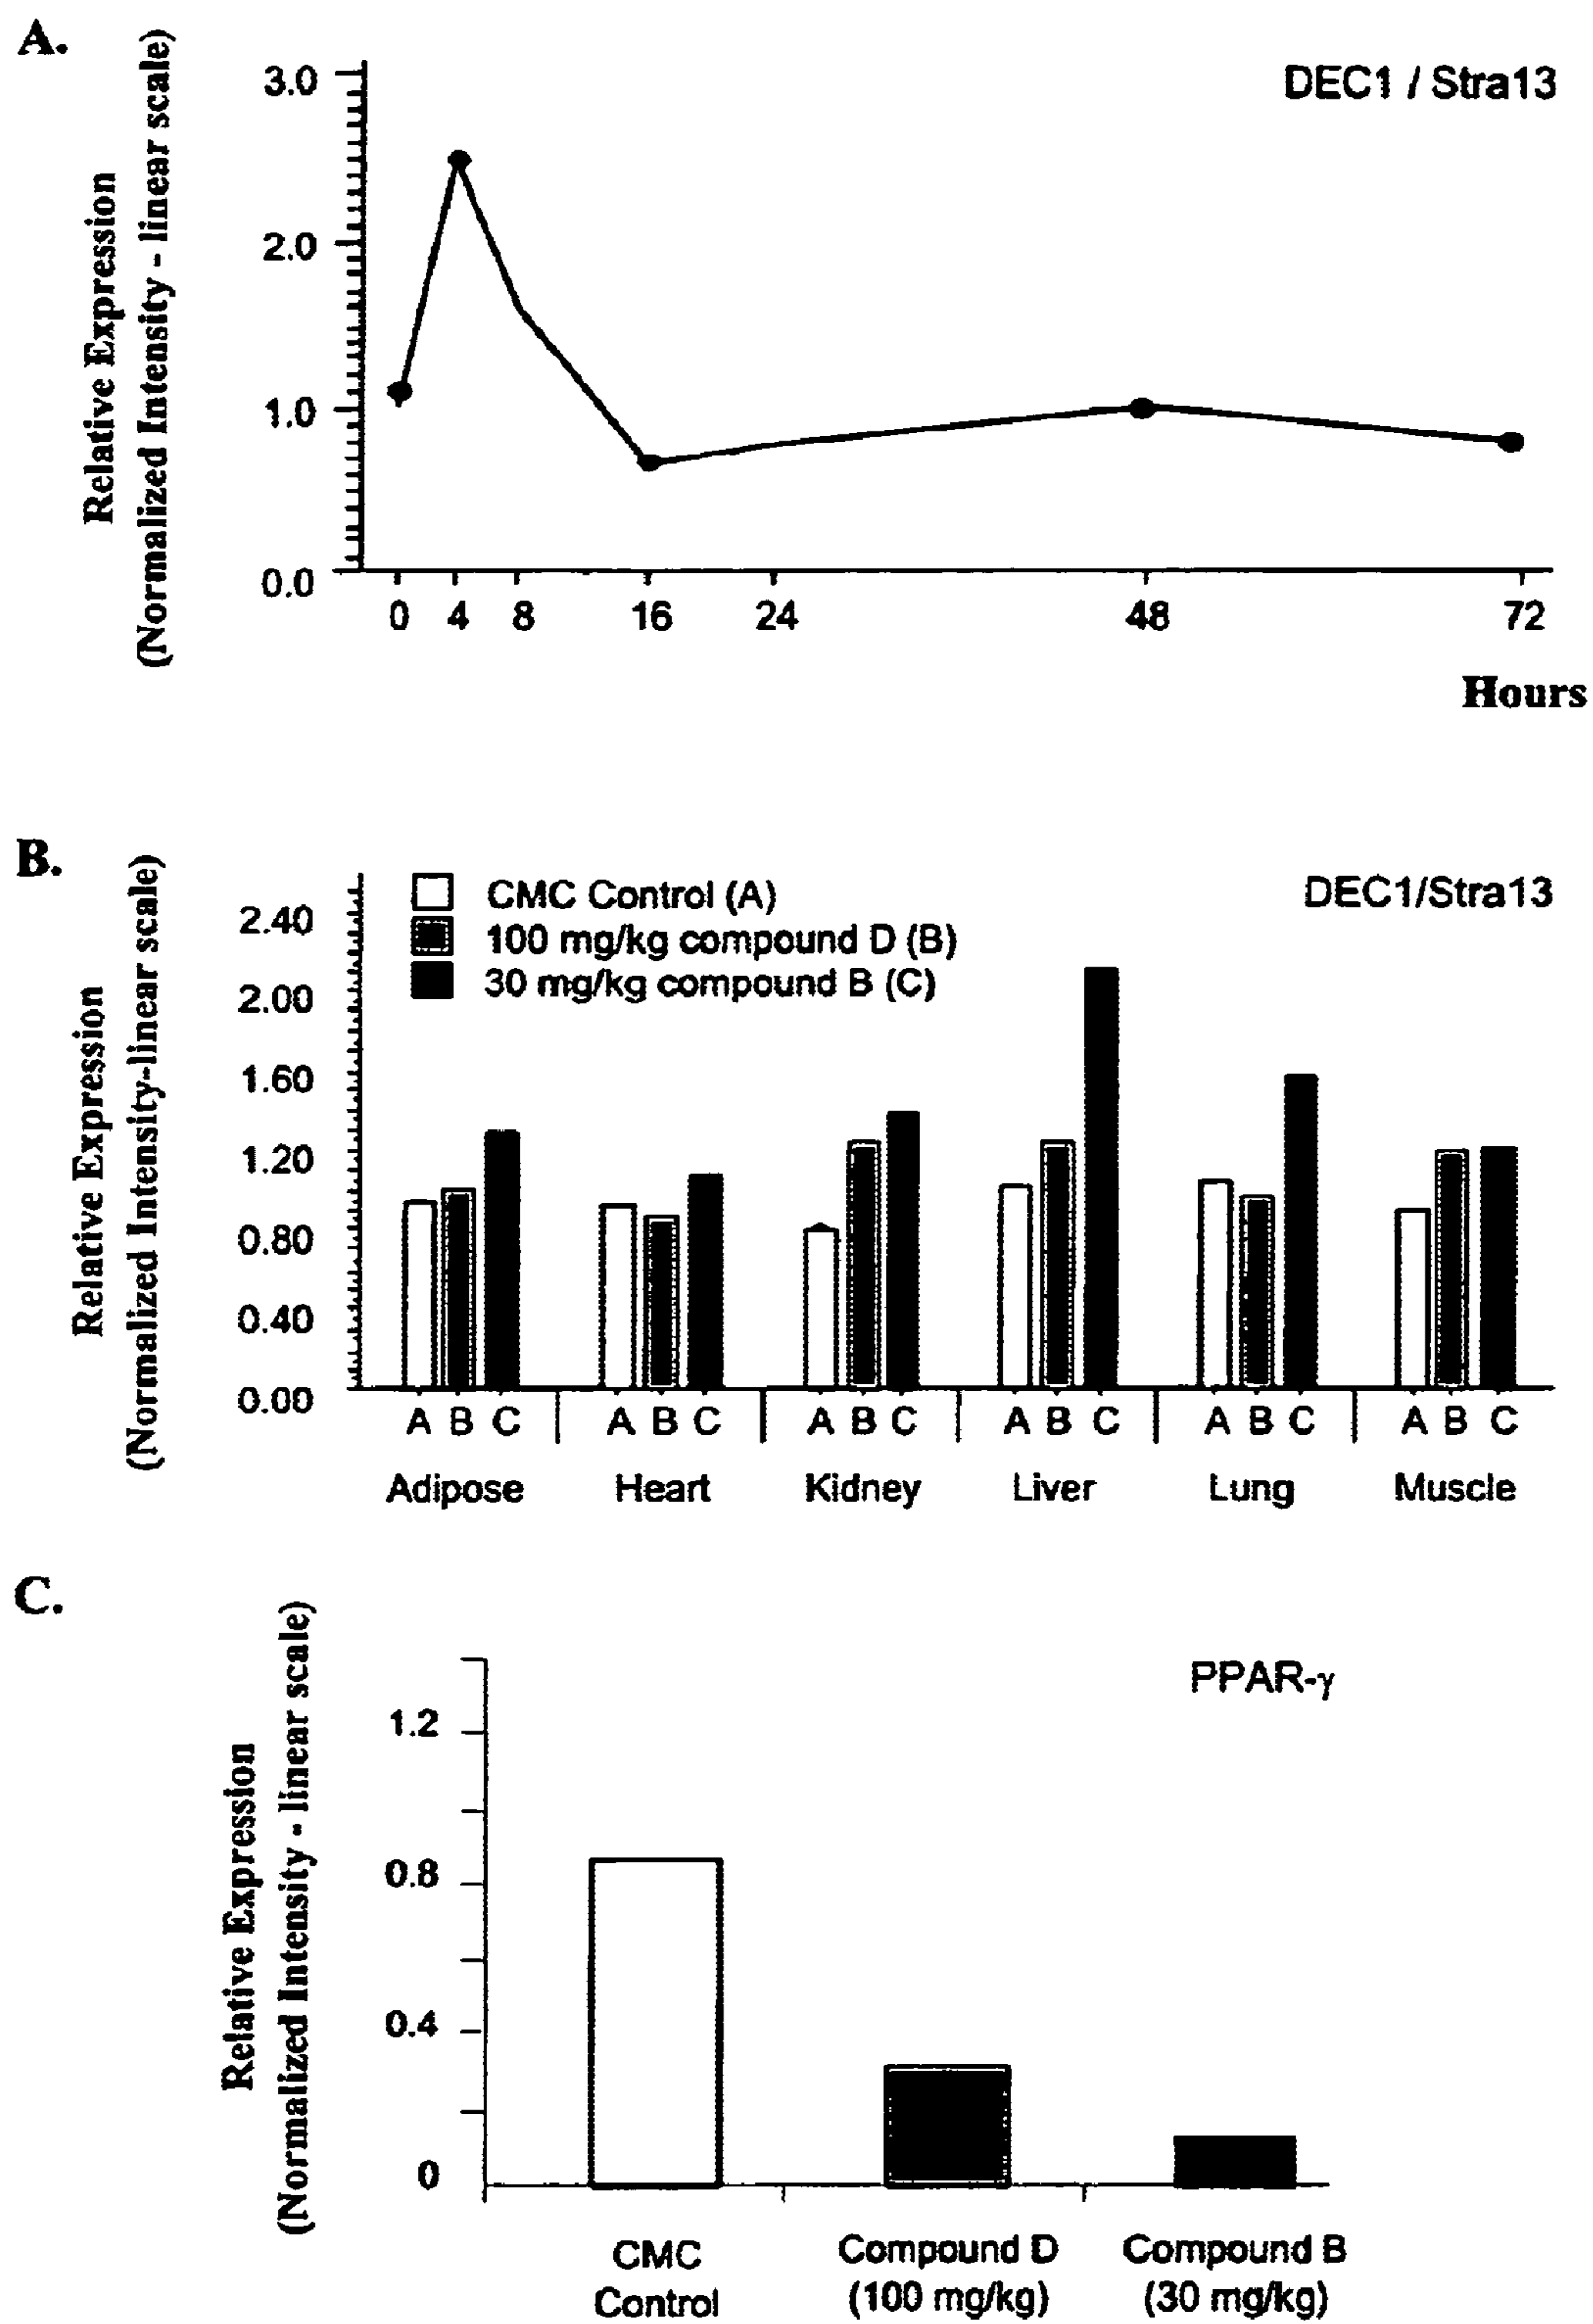 A.
Relative Expression
(Normalized Intensity - linear scale)
DEC1 / Stra13
3.0
2.0
1.0
0.0
0 4 8 16 24 48 72
Hours
B.
Relative Expression
(Normalized Intensity-linear scale)
CMC Control (A)
100 mg/kg compound D (B)
30 mg/kg compound B (C)
DEC1/Stra13
2.40
2.00
1.60
1.20
0.80
0.40
0.00
A B C A B C A B C A B C A B C A B C
Adipose Heart Kidney Liver Lung Muscle
C.
Relative Expression
(Normalized Intensity - linear scale)
PPAR-γ
1.2
0.8
0.4
0
CMC Control
Compound D (100 mg/kg)
Compound B (30 mg/kg)